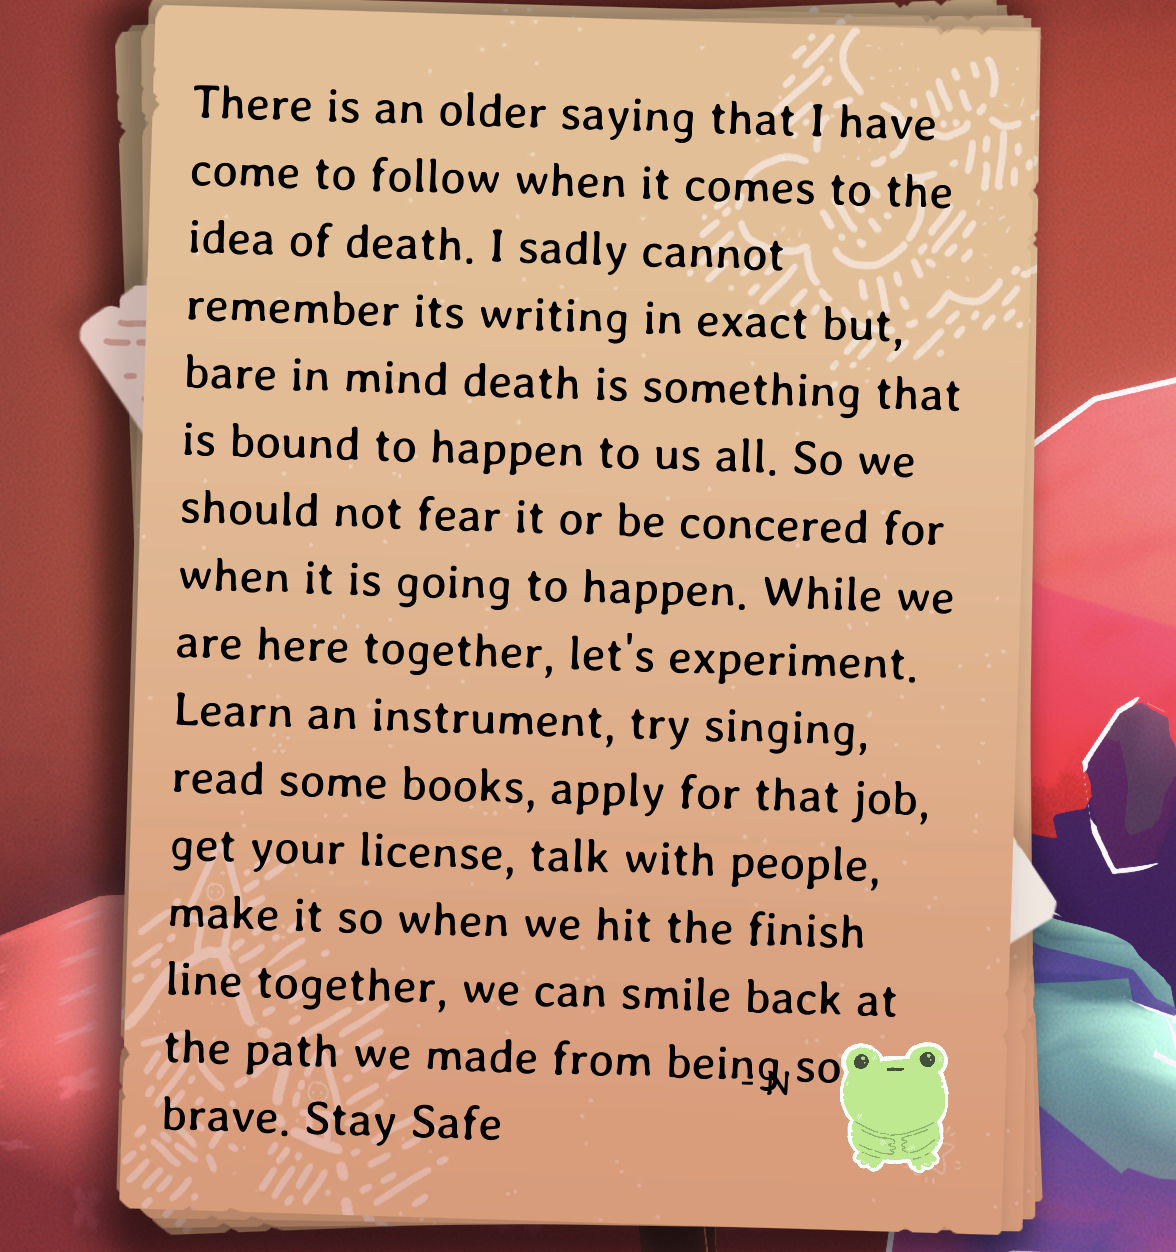 There is an older saying that I have
come to follow when it comes to the
idea of death. I sadly cannot
remember its writing in exact but,
bare in mind death is something that
is bound to happen to us all. So we
should not fear it or be concered for
when it is going to happen. While we
are here together, let's experiment.
Learn an instrument, try singing,
read some books, apply for that job,
get your license, talk with people,
make it so when we hit the finish
line together, we can smile back at
the path we made from being so
brave. Stay Safe
- N